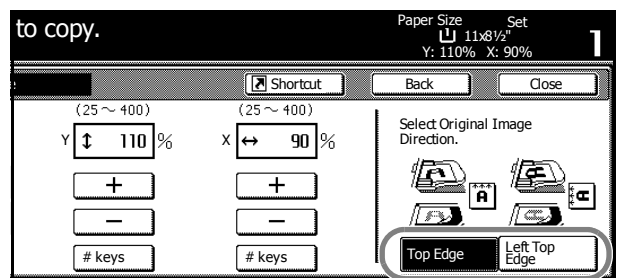 to copy.
Paper Size Set
11x8½"
Y: 110% X: 90%
1
Shortcut
Back
Close
(25～400)
(25～400)
Y 110 %
X 90 %
Select Original Image
Direction.
A
A
+
+
−
−
# keys
# keys
Top Edge
Left Top
Edge